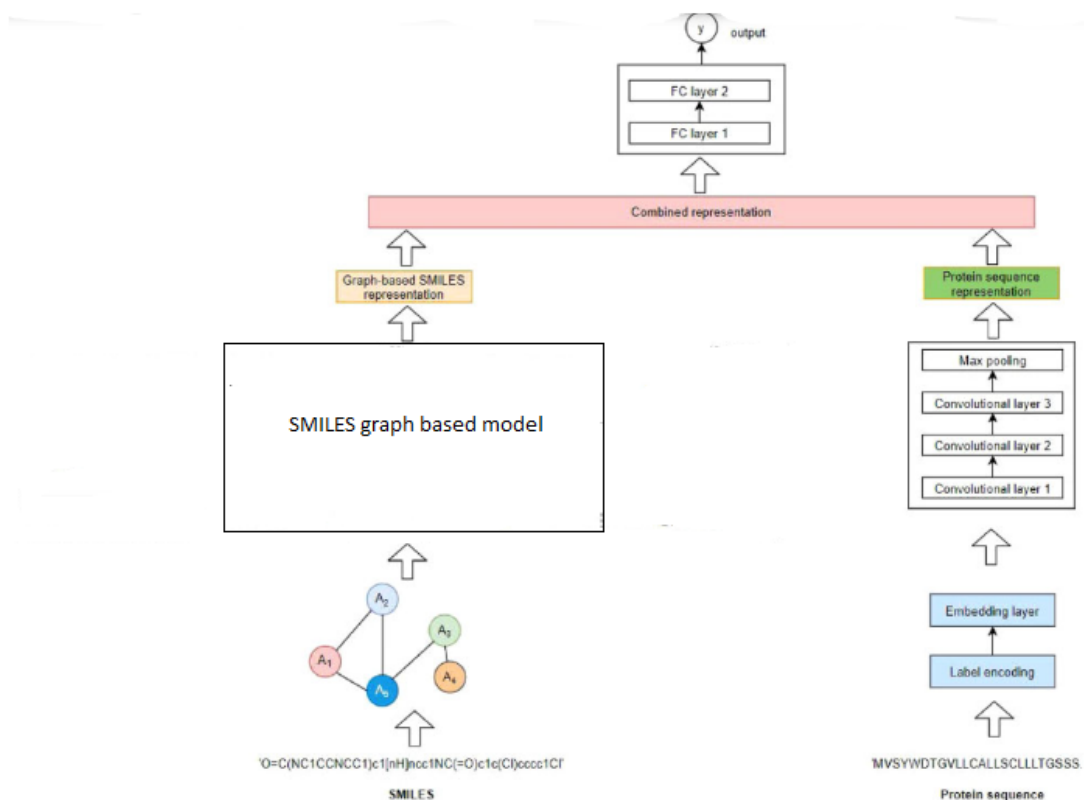 y
output
FC layer 2
FC layer 1
Combined representation
Graph-based SMILES
representation
Protein sequence
representation
SMILES graph based model
Max pooling
Convolutional layer 3
Convolutional layer 2
Convolutional layer 1
A2
A1
A3
A4
A5
Embedding layer
Label encoding
'O=C(NC1CCNCC1)c1[nH]ncc1NC(=O)c1c(Cl)cccc1Cl'
SMILES
'MVSYWDTGVLLCALLSCLLLTGSSS.
Protein sequence